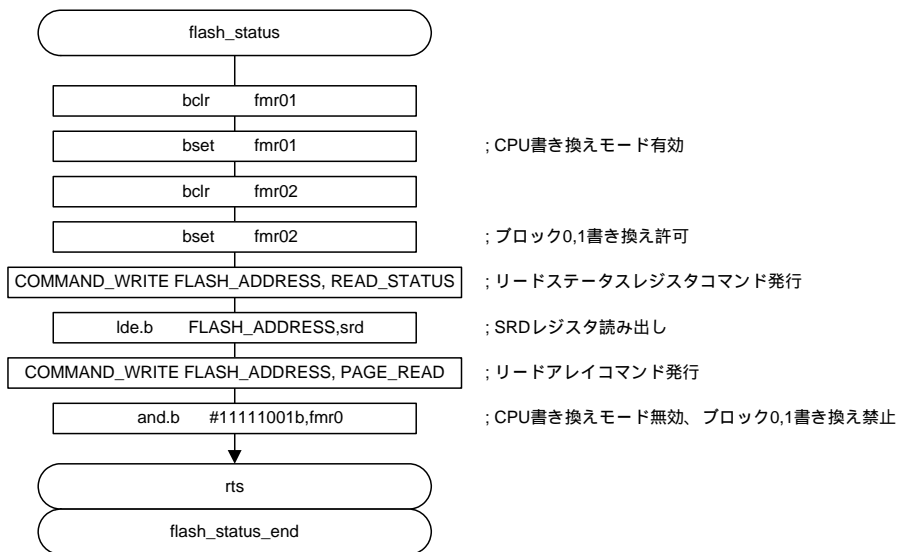 flash_status
bclr fmr01
bset fmr01 ; CPU書き換えモード有効
bclr fmr02
bset fmr02 ; ブロック0,1書き換え許可
COMMAND_WRITE FLASH_ADDRESS, READ_STATUS ; リードステータスレジスタコマンド発行
lde.b FLASH_ADDRESS,srd ; SRDレジスタ読み出し
COMMAND_WRITE FLASH_ADDRESS, PAGE_READ ; リードアレイコマンド発行
and.b #11111001b,fmr0 ; CPU書き換えモード無効、ブロック0,1書き換え禁止
rts
flash_status_end